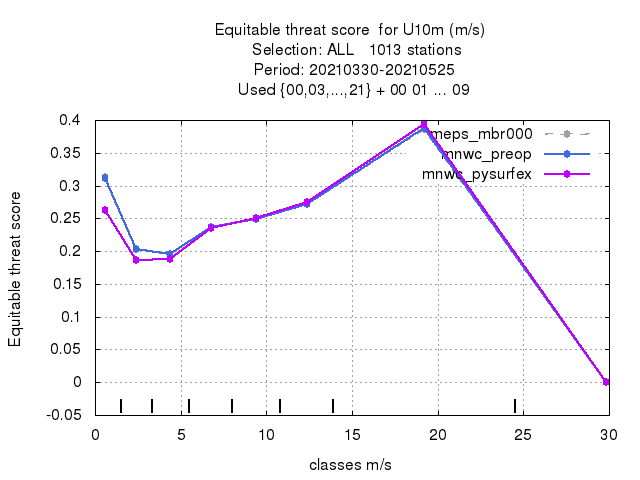 Equitable threat score  for U10m (m/s)
Selection: ALL   1013 stations
Period: 20210330-20210525
Used {00,03,...,21} + 00 01 ... 09
meps_mbr000
mnwc_preop
mnwc_pysurfex
Equitable threat score
0.4
0.35
0.3
0.25
0.2
0.15
0.1
0.05
0
-0.05
0 5 10 15 20 25 30
classes m/s